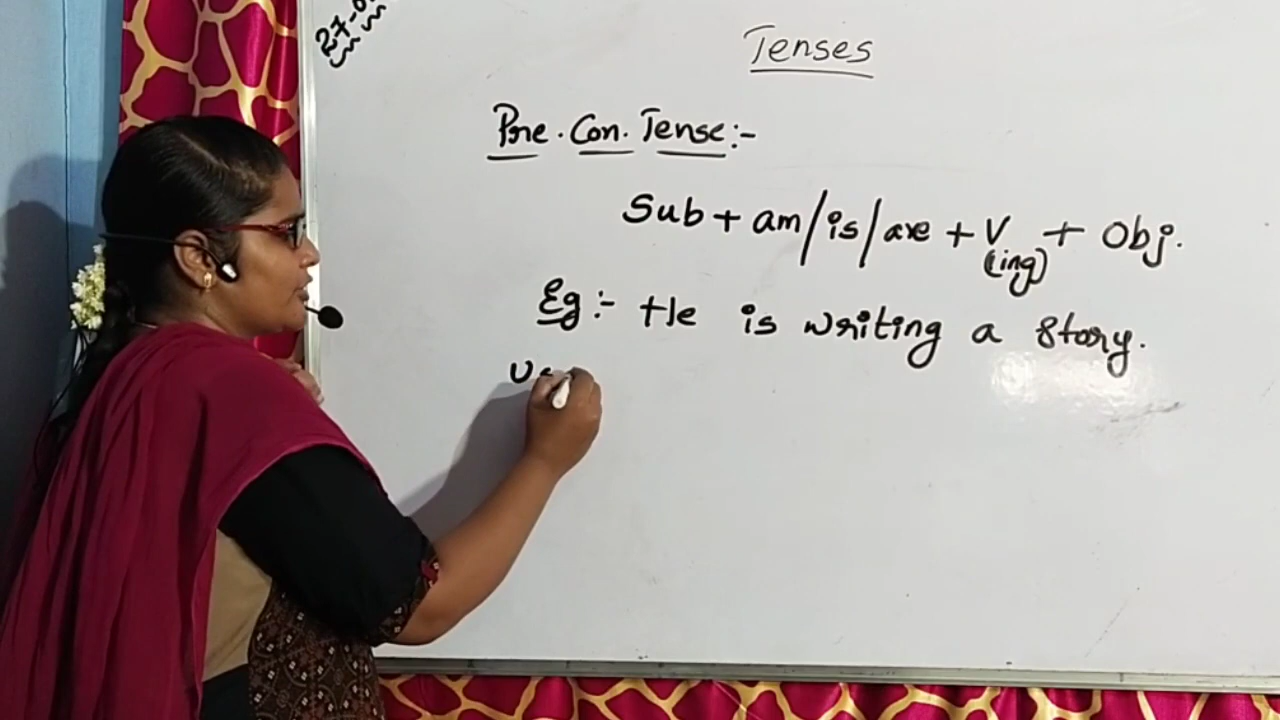 Tenses
Pre. Con. Tense:-
Sub + am/is/are + V + Obj.
(ing)
Eg:- He is writing a story.